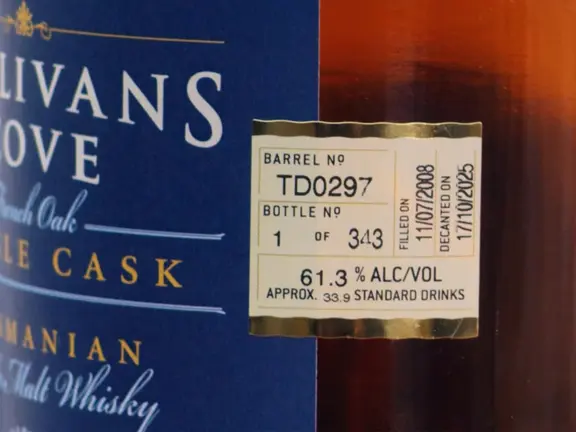 LIVANS
OVE
French Oak
LE CASK
MANIAN
Malt Whisky
BARREL Nº
TD0297
BOTTLE Nº
1 OF 343
FILLED ON
11/07/2008
DECANTED ON
17/10/2025
61.3 % ALC/VOL
APPROX. 33.9 STANDARD DRINKS